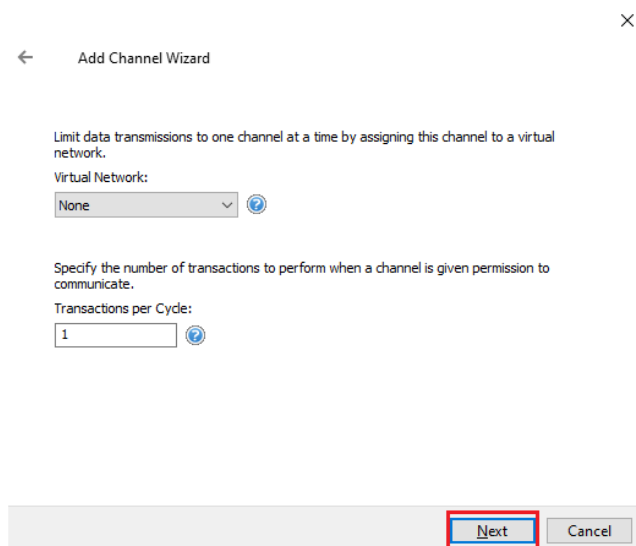 Add Channel Wizard
Limit data transmissions to one channel at a time by assigning this channel to a virtual
network.
Virtual Network:
None
Specify the number of transactions to perform when a channel is given permission to
communicate.
Transactions per Cycle:
1
Next
Cancel